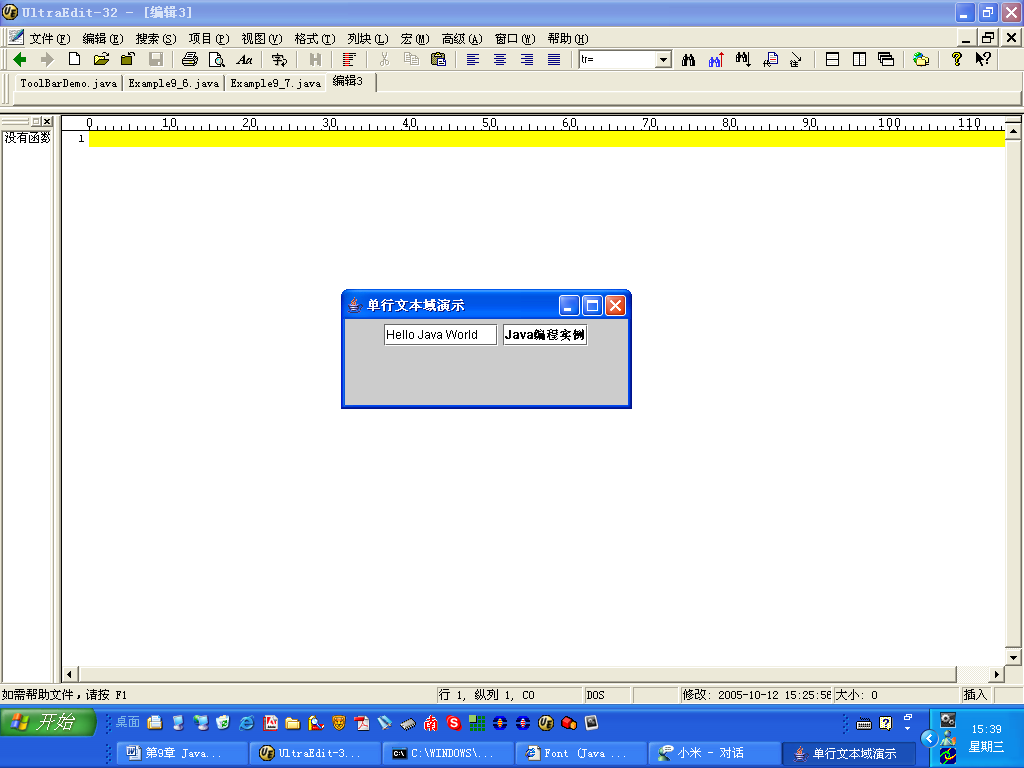 UltraEdit-32 - [编辑3]
文件(F) 编辑(E) 搜索(S) 项目(P) 视图(V) 格式(T) 列块(L) 宏(M) 高级(A) 窗口(W) 帮助(H)
tr=
ToolBarDemo.java Example9_6.java Example9_7.java 编辑3
0 10 20 30 40 50 60 70 80 90 100 110
没有函数
1
单行文本域演示
Hello Java World Java编程实例
如需帮助文件，请按 F1 行 1, 纵列 1, C0 DOS 修改: 2005-10-12 15:25:56 大小: 0 插入
开始 桌面 15:39
星期三
第9章 Java... UltraEdit-3... C:\WINDOWS\... Font (Java ... 小米 - 对话 单行文本域演示